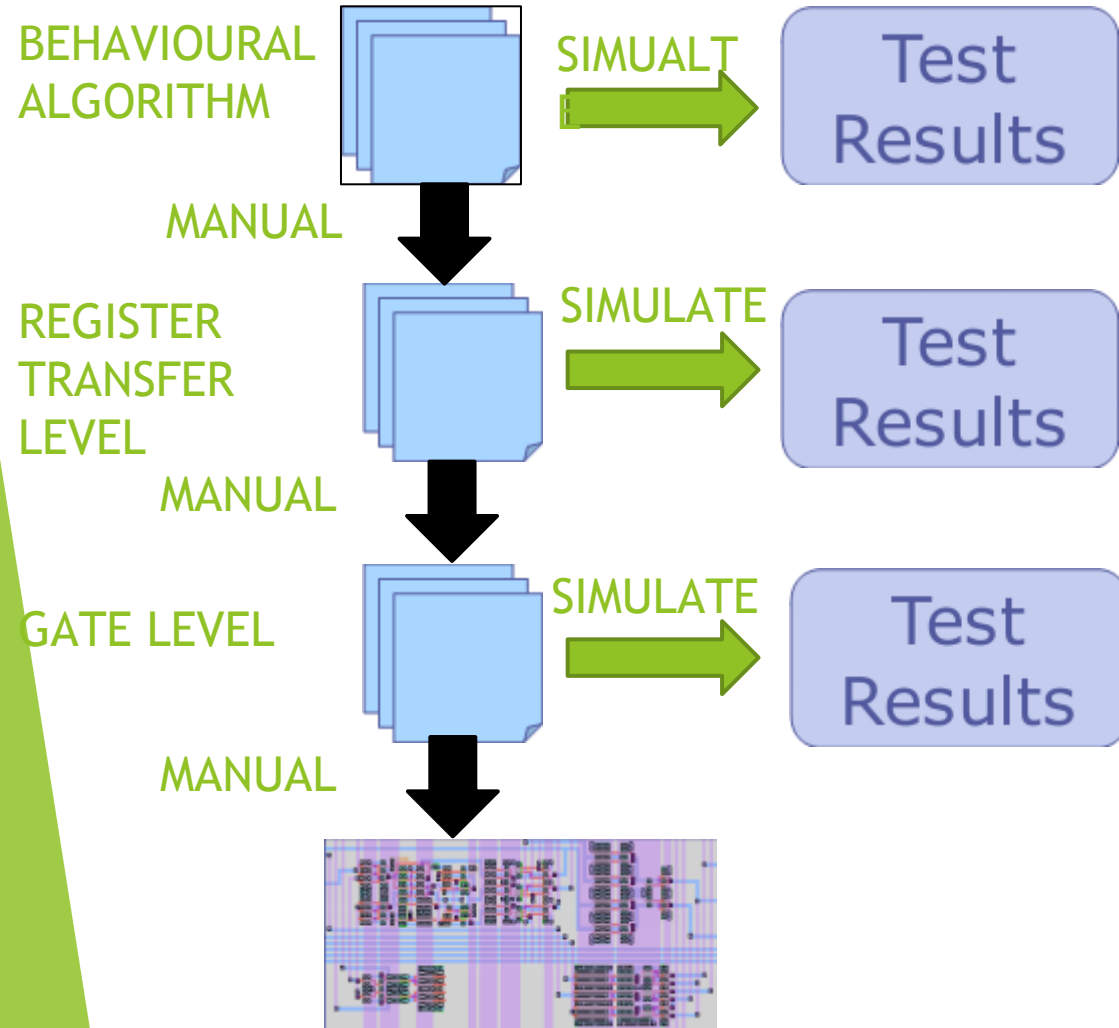 BEHAVIOURAL
ALGORITHM
SIMUALT
E
Test
Results
MANUAL
REGISTER
TRANSFER
LEVEL
SIMULATE
Test
Results
MANUAL
GATE LEVEL
SIMULATE
Test
Results
MANUAL